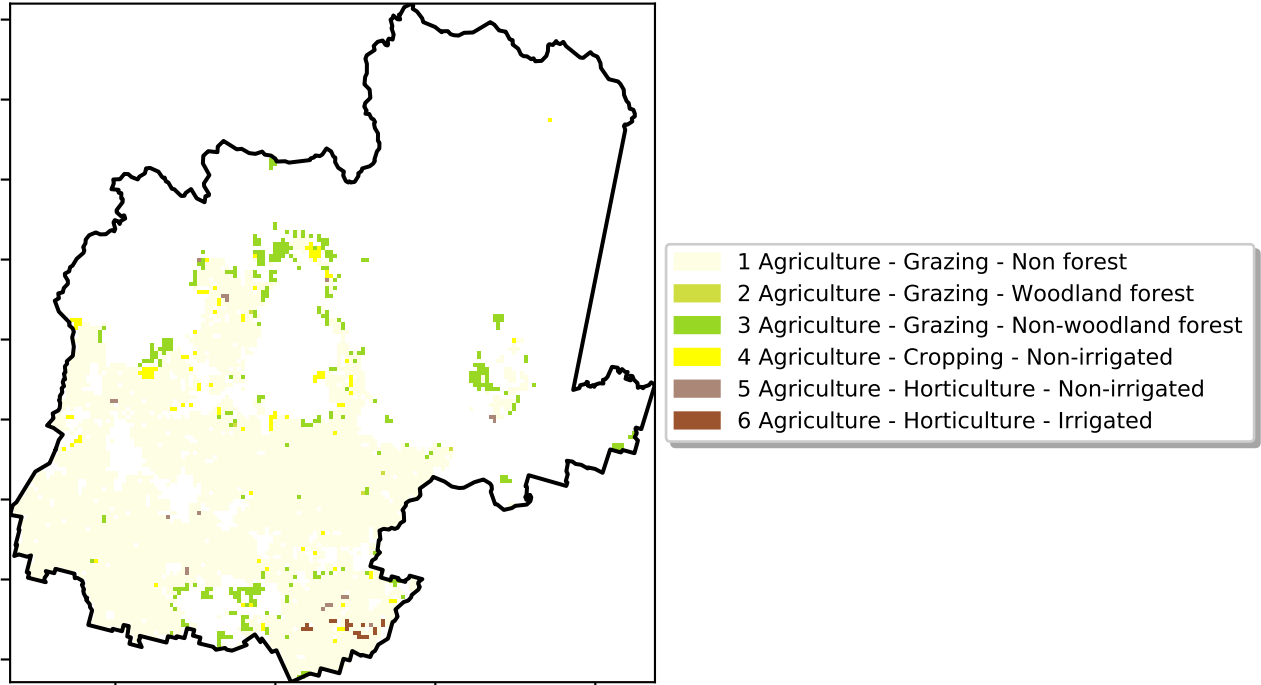 1 Agriculture - Grazing - Non forest
2 Agriculture - Grazing - Woodland forest
3 Agriculture - Grazing - Non-woodland forest
4 Agriculture - Cropping - Non-irrigated
5 Agriculture - Horticulture - Non-irrigated
6 Agriculture - Horticulture - Irrigated